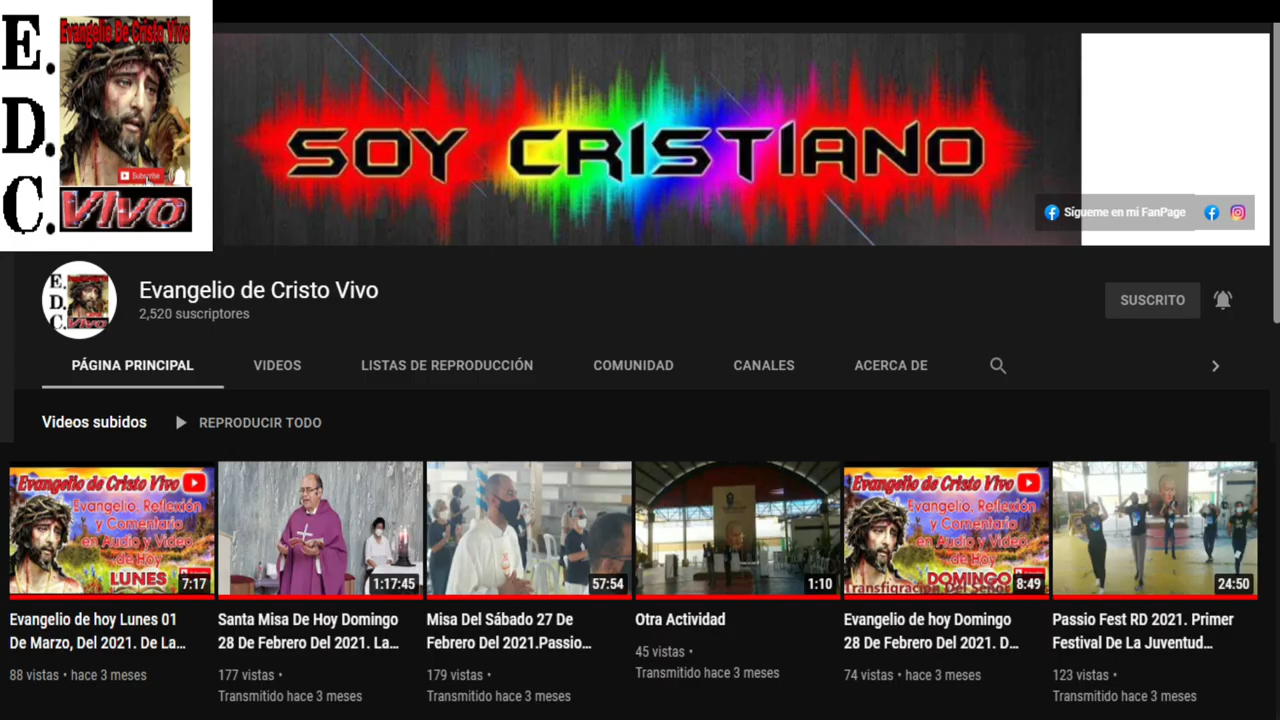 E.
D.
C.
Evangelio De Cristo Vivo
Subscribe
Vivo
SOY CRISTIANO
Sígueme en mi FanPage
E.
D.
C.
Vivo
Evangelio de Cristo Vivo
2,520 suscriptores
SUSCRITO
PÁGINA PRINCIPAL
VIDEOS
LISTAS DE REPRODUCCIÓN
COMUNIDAD
CANALES
ACERCA DE
Videos subidos
REPRODUCIR TODO
Evangelio de Cristo Vivo
Evangelio, Reflexión
y Comentario
en Audio y Video
de Hoy
LUNES
7:17
1:17:45
57:54
1:10
Evangelio de Cristo Vivo
Evangelio, Reflexión
y Comentario
en Audio y Video
de Hoy
DOMINGO
Transfigración Del Señor
8:49
24:50
Evangelio de hoy Lunes 01
De Marzo, Del 2021. De La...
88 vistas • hace 3 meses
Santa Misa De Hoy Domingo
28 De Febrero Del 2021. La...
177 vistas •
Transmitido hace 3 meses
Misa Del Sábado 27 De
Febrero Del 2021.Passio...
179 vistas •
Transmitido hace 3 meses
Otra Actividad
45 vistas •
Transmitido hace 3 meses
Evangelio de hoy Domingo
28 De Febrero Del 2021. D...
74 vistas • hace 3 meses
Passio Fest RD 2021. Primer
Festival De La Juventud...
123 vistas •
Transmitido hace 3 meses